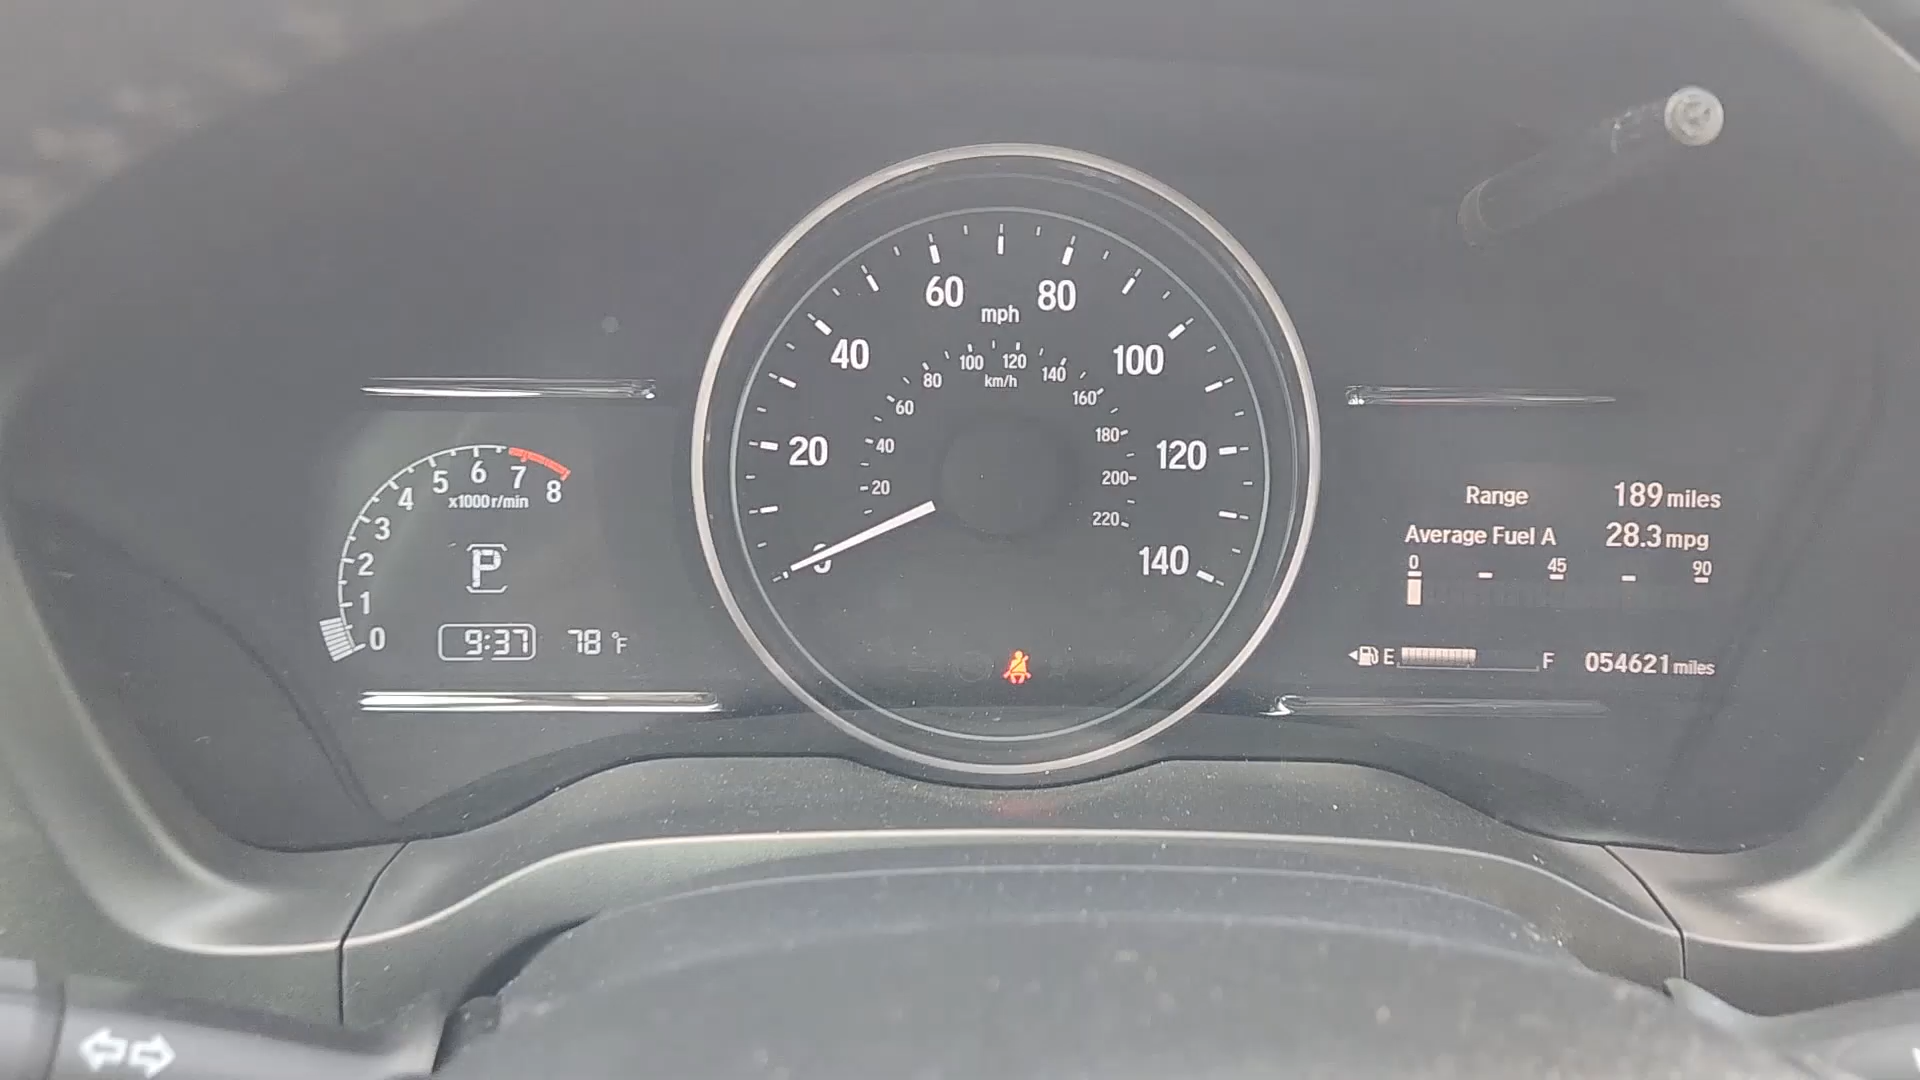 60 80
mph
40 100
80 100 120 140
km/h
60 160
20 120
40 180
20 200
220
0 140
0 1 2 3 4 5 6 7 8
x1000 r/min
P
9:37 78 °F
Range 189 miles
Average Fuel A 28.3 mpg
0 45 90
E F 054621 miles